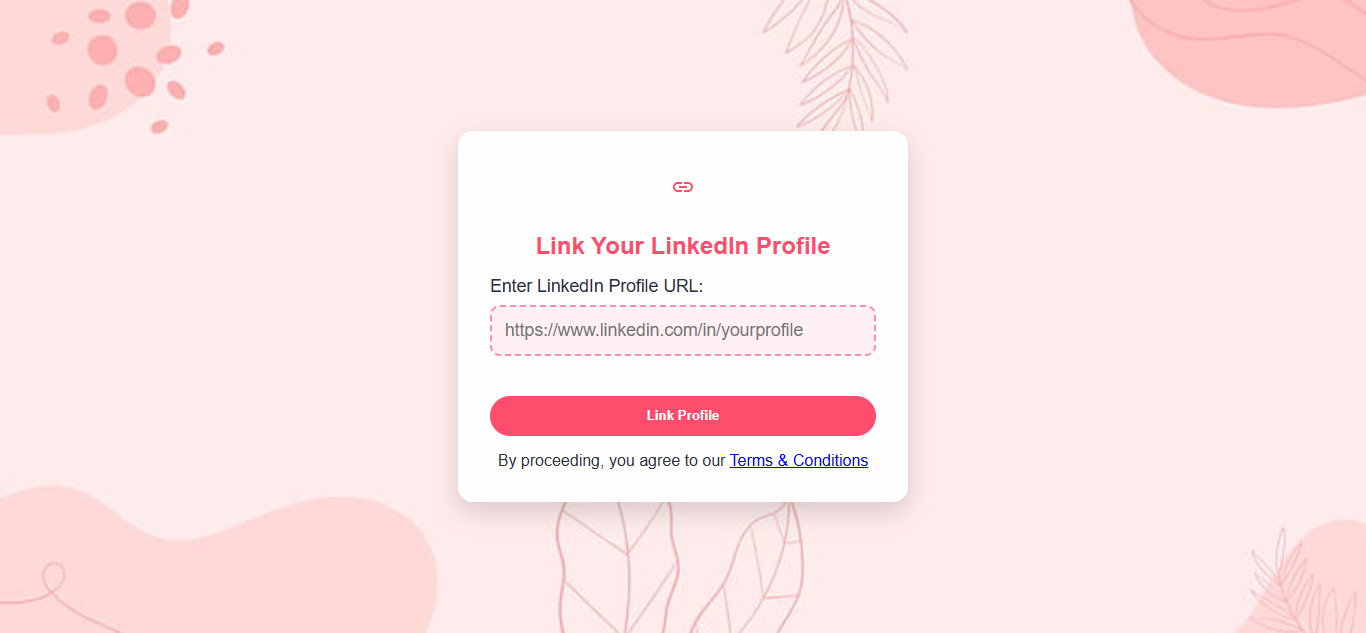 Link Your LinkedIn Profile
Enter LinkedIn Profile URL:
https://www.linkedin.com/in/yourprofile
Link Profile
By proceeding, you agree to our Terms & Conditions